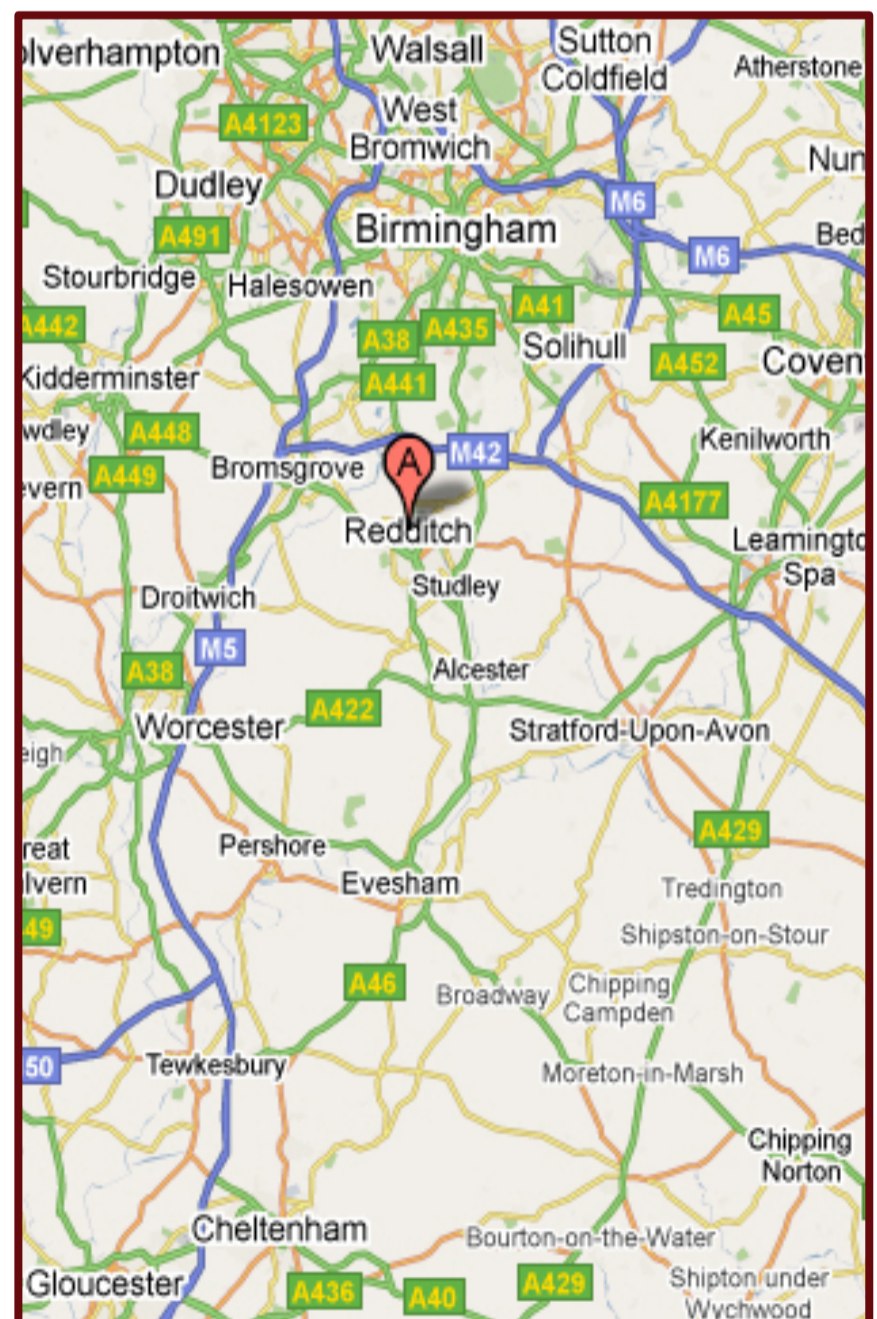 olverhampton
Walsall
Sutton
Coldfield
Atherstone
A4123
West
Bromwich
Nun
Dudley
M6
A491
Birmingham
Bed
M6
Stourbridge
Halesowen
A41
A45
A442
A38
A435
Solihull
A452
Coven
Kidderminster
A441
wdley
A448
Kenilworth
A
M42
Bromsgrove
A449
evern
A4177
Redditch
Leamingto
Spa
Studley
Droitwich
M5
A38
Alcester
A422
Worcester
Stratford-Upon-Avon
eigh
A429
reat
lvern
Pershore
Evesham
Tredington
49
Shipston-on-Stour
A46
Broadway
Chipping
Campden
50
Tewkesbury
Moreton-in-Marsh
Chipping
Norton
Cheltenham
Bourton-on-the-Water
Gloucester
A436
A40
A429
Shipton under
Wychwood